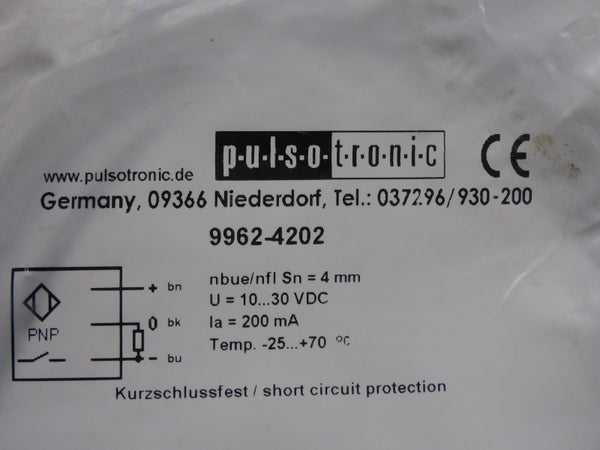 p·u·l·s·o·t·r·o·n·i·c CE
www.pulsotronic.de
Germany, 09366 Niederdorf, Tel.: 037296/930-200
9962-4202
+ bn nbue/nfl Sn = 4 mm
U = 10...30 VDC
PNP 0 bk Ia = 200 mA
- bu Temp. -25...+70 °C
Kurzschlussfest / short circuit protection